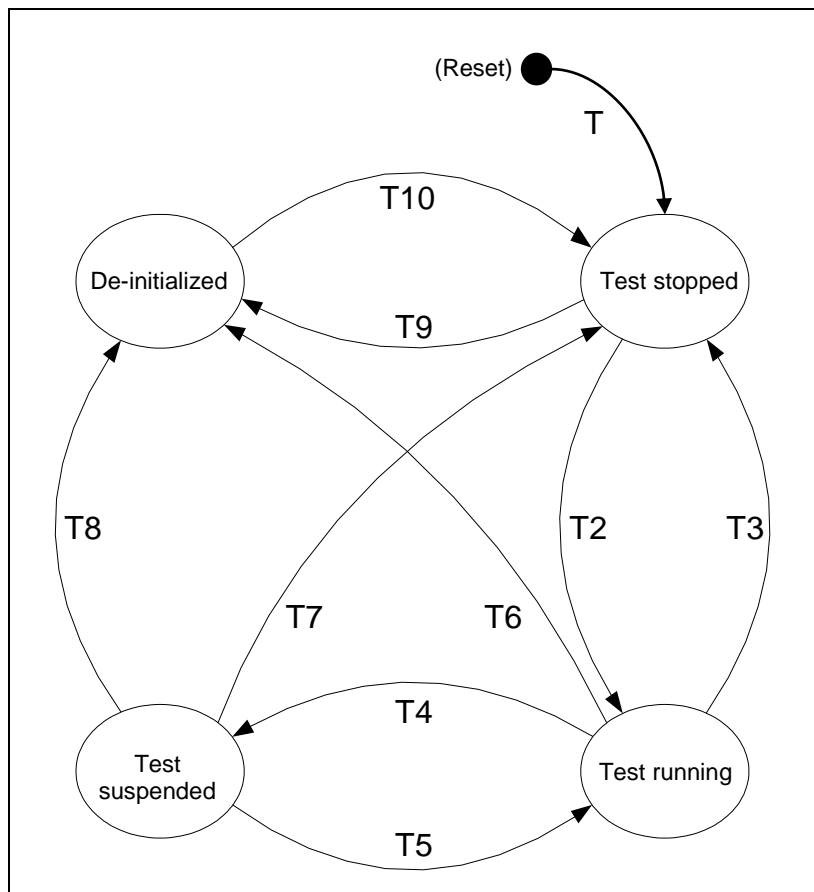 (Reset)
T
T10
De-initialized
Test stopped
T9
T8
T2
T3
T7
T6
T4
Test
suspended
Test running
T5